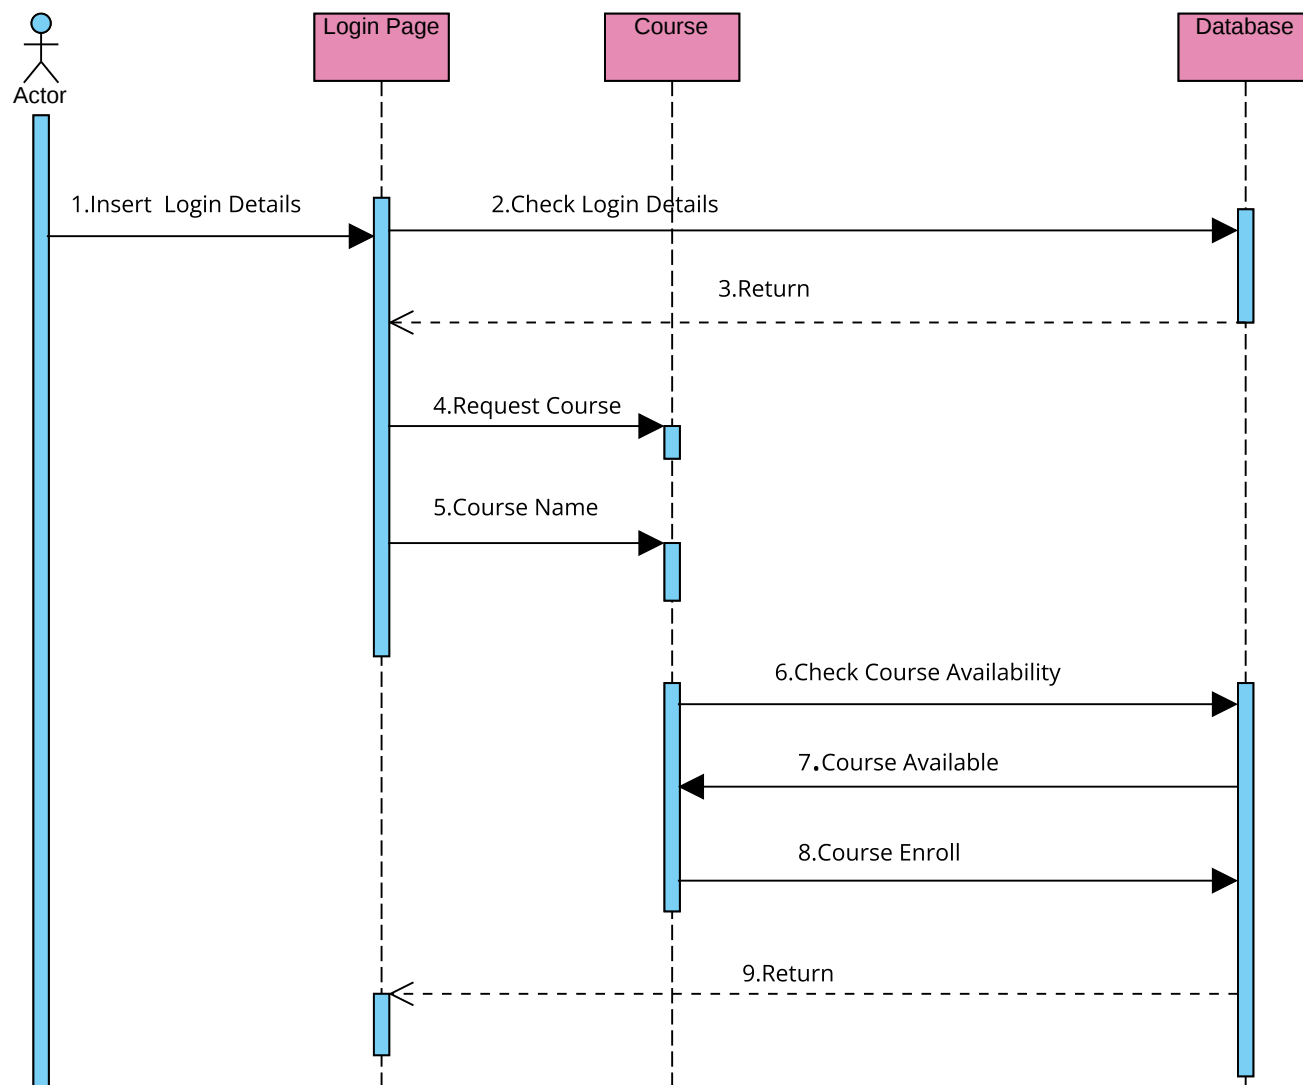 Login Page
Course
Database
Actor
1.Insert  Login Details
2.Check Login Details
3.Return
4.Request Course
5.Course Name
6.Check Course Availability
7.Course Available
8.Course Enroll
9.Return